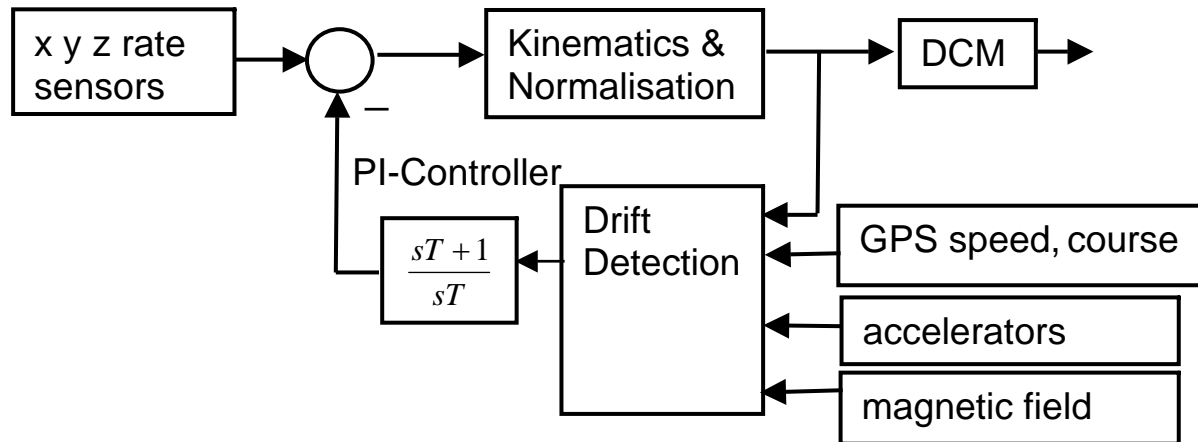 x y z rate
sensors
Kinematics &
Normalisation
DCM
−
PI-Controller
sT + 1
sT
Drift
Detection
GPS speed, course
accelerators
magnetic field